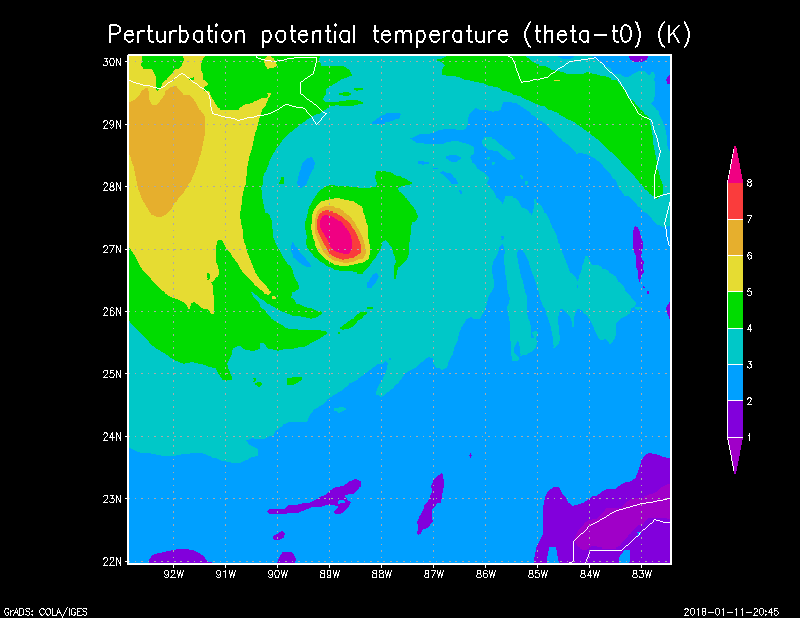 Perturbation potential temperature (theta-t0) (K)
30N
29N
28N
27N
26N
25N
24N
23N
22N
92W 91W 90W 89W 88W 87W 86W 85W 84W 83W
8
7
6
5
4
3
2
1
GrADS: COLA/IGES
2018-01-11-20:45